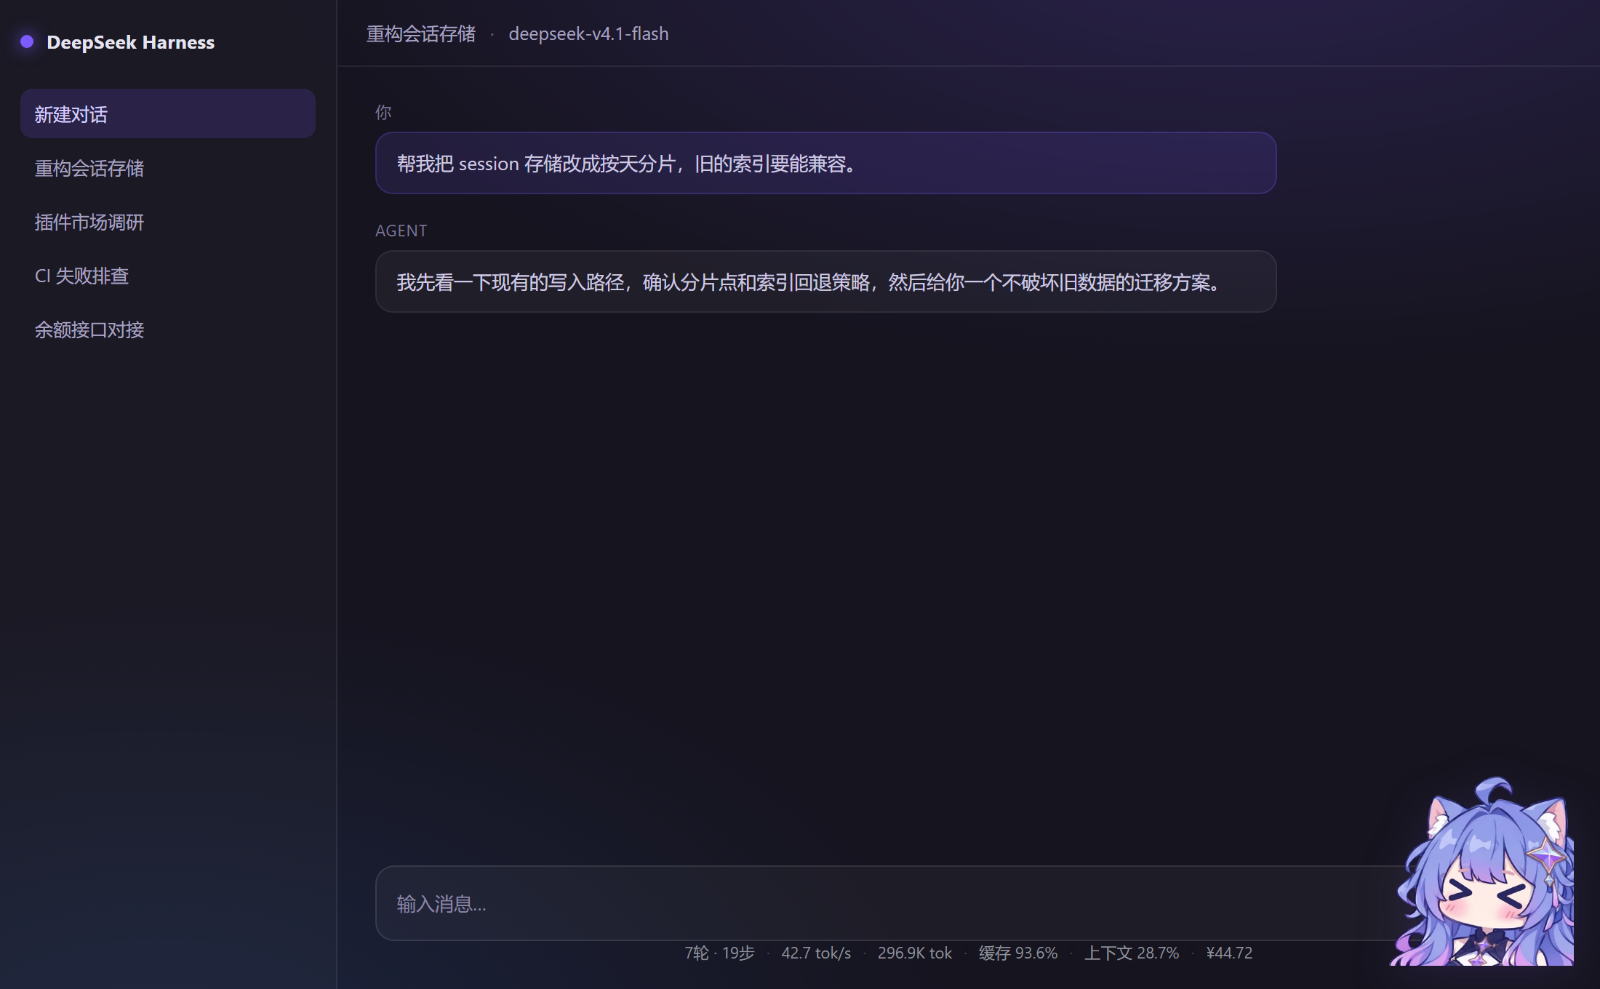 DeepSeek Harness
新建对话
重构会话存储
插件市场调研
CI 失败排查
余额接口对接
重构会话存储 · deepseek-v4.1-flash
你
帮我把 session 存储改成按天分片，旧的索引要能兼容。
AGENT
我先看一下现有的写入路径，确认分片点和索引回退策略，然后给你一个不破坏旧数据的迁移方案。
输入消息...
7轮 · 19步 · 42.7 tok/s · 296.9K tok · 缓存 93.6% · 上下文 28.7% · ¥44.72